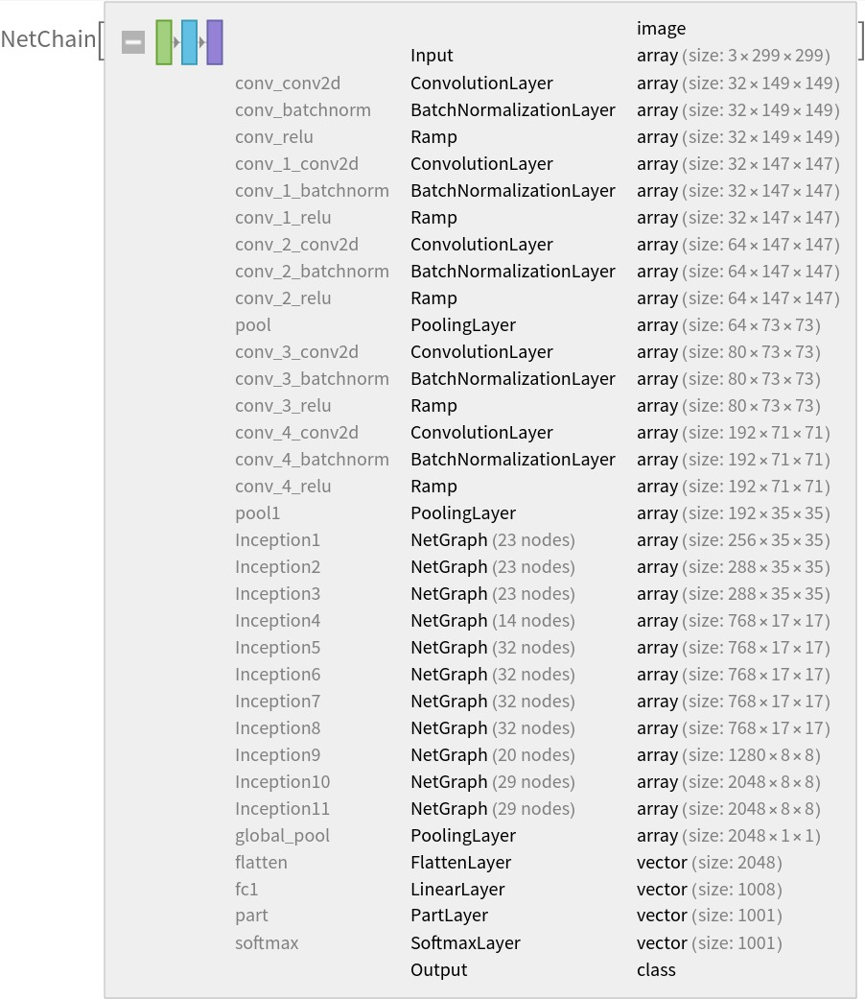 image
NetChain[ Input array (size: 3×299×299) ]
conv_conv2d ConvolutionLayer array (size: 32×149×149)
conv_batchnorm BatchNormalizationLayer array (size: 32×149×149)
conv_relu Ramp array (size: 32×149×149)
conv_1_conv2d ConvolutionLayer array (size: 32×147×147)
conv_1_batchnorm BatchNormalizationLayer array (size: 32×147×147)
conv_1_relu Ramp array (size: 32×147×147)
conv_2_conv2d ConvolutionLayer array (size: 64×147×147)
conv_2_batchnorm BatchNormalizationLayer array (size: 64×147×147)
conv_2_relu Ramp array (size: 64×147×147)
pool PoolingLayer array (size: 64×73×73)
conv_3_conv2d ConvolutionLayer array (size: 80×73×73)
conv_3_batchnorm BatchNormalizationLayer array (size: 80×73×73)
conv_3_relu Ramp array (size: 80×73×73)
conv_4_conv2d ConvolutionLayer array (size: 192×71×71)
conv_4_batchnorm BatchNormalizationLayer array (size: 192×71×71)
conv_4_relu Ramp array (size: 192×71×71)
pool1 PoolingLayer array (size: 192×35×35)
Inception1 NetGraph (23 nodes) array (size: 256×35×35)
Inception2 NetGraph (23 nodes) array (size: 288×35×35)
Inception3 NetGraph (23 nodes) array (size: 288×35×35)
Inception4 NetGraph (14 nodes) array (size: 768×17×17)
Inception5 NetGraph (32 nodes) array (size: 768×17×17)
Inception6 NetGraph (32 nodes) array (size: 768×17×17)
Inception7 NetGraph (32 nodes) array (size: 768×17×17)
Inception8 NetGraph (32 nodes) array (size: 768×17×17)
Inception9 NetGraph (20 nodes) array (size: 1280×8×8)
Inception10 NetGraph (29 nodes) array (size: 2048×8×8)
Inception11 NetGraph (29 nodes) array (size: 2048×8×8)
global_pool PoolingLayer array (size: 2048×1×1)
flatten FlattenLayer vector (size: 2048)
fc1 LinearLayer vector (size: 1008)
part PartLayer vector (size: 1001)
softmax SoftmaxLayer vector (size: 1001)
Output class